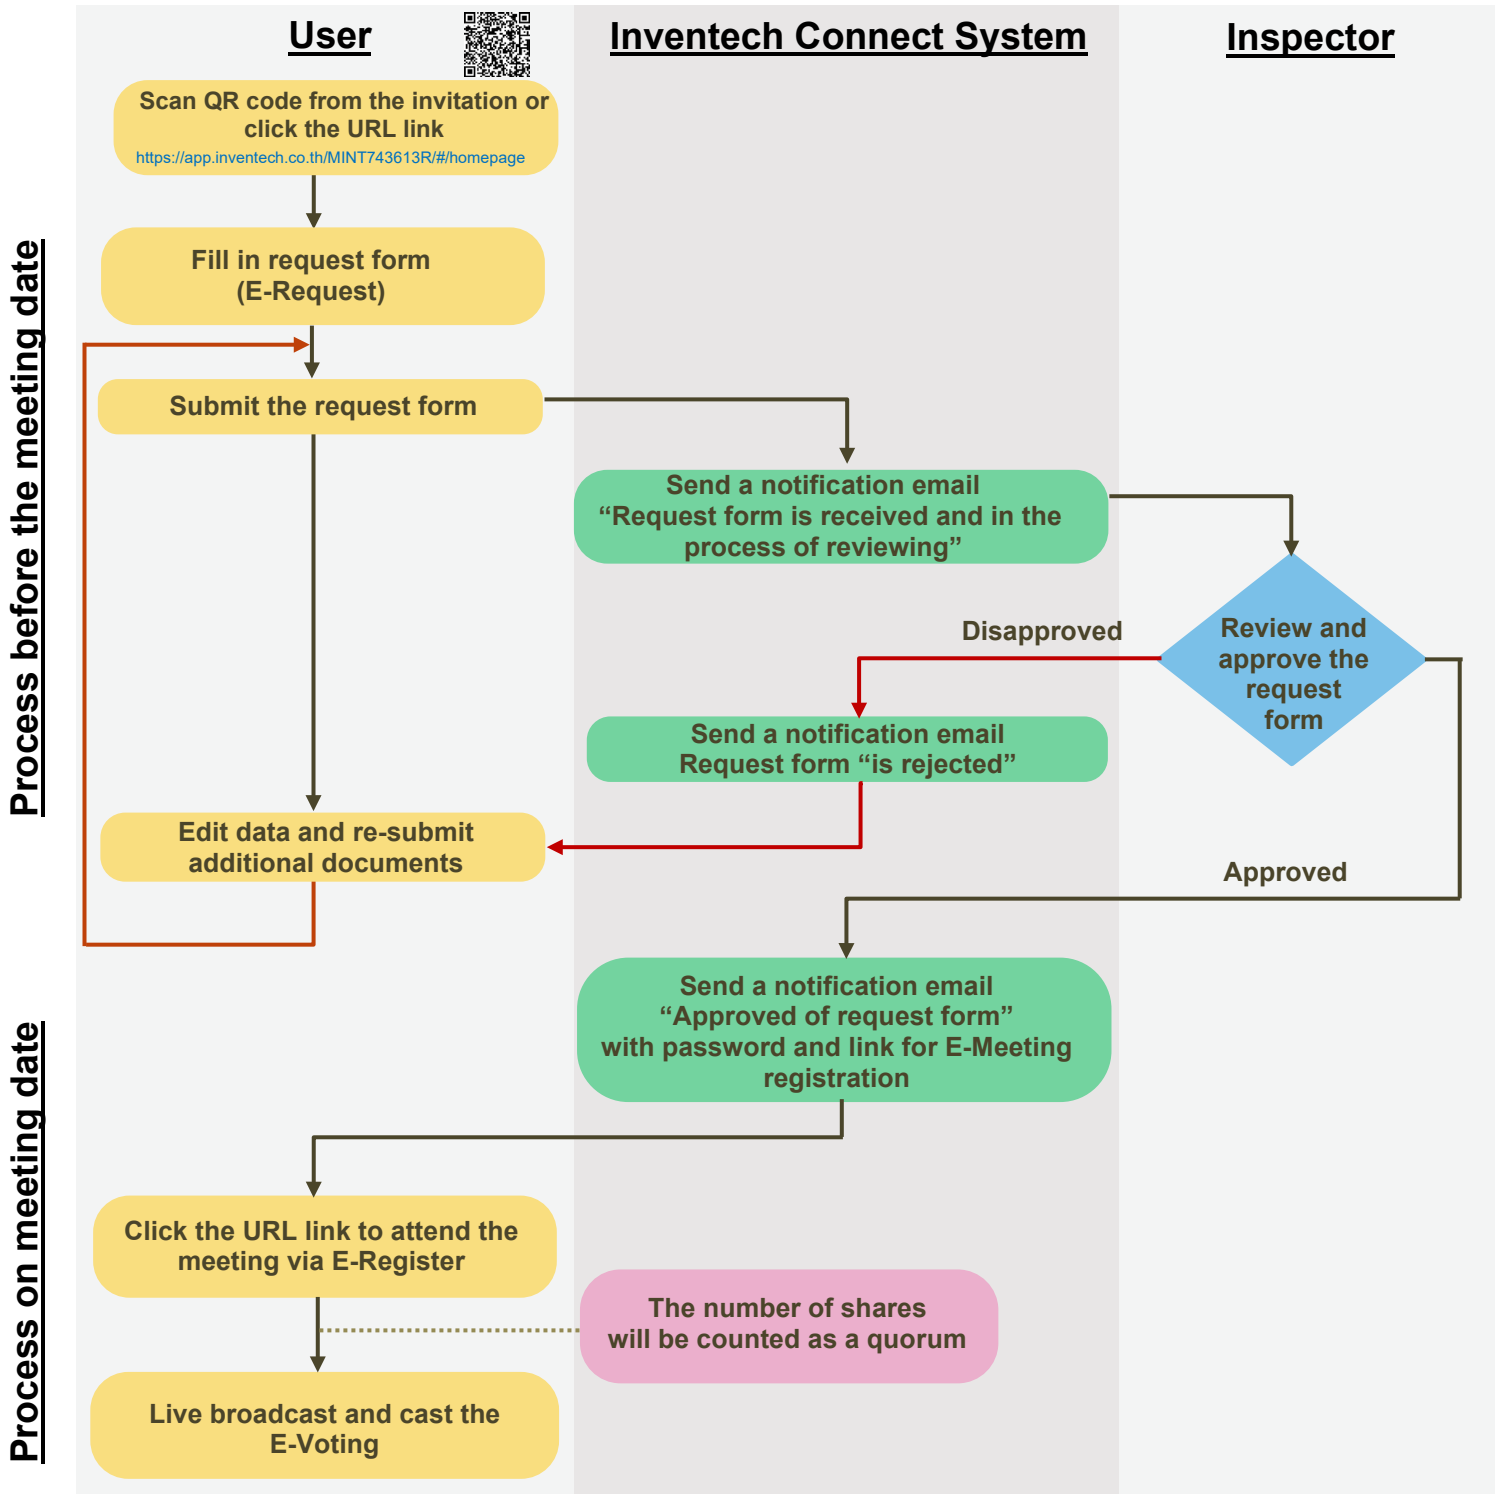 User
Inventech Connect System
Inspector
Process before the meeting date
Scan QR code from the invitation or
click the URL link
https://app.inventech.co.th/MINT743613R/#/homepage
Fill in request form
(E-Request)
Submit the request form
Send a notification email
“Request form is received and in the
process of reviewing”
Disapproved
Review and
approve the
request
form
Send a notification email
Request form “is rejected”
Edit data and re-submit
additional documents
Approved
Send a notification email
“Approved of request form”
with password and link for E-Meeting
registration
Process on meeting date
Click the URL link to attend the
meeting via E-Register
The number of shares
will be counted as a quorum
Live broadcast and cast the
E-Voting